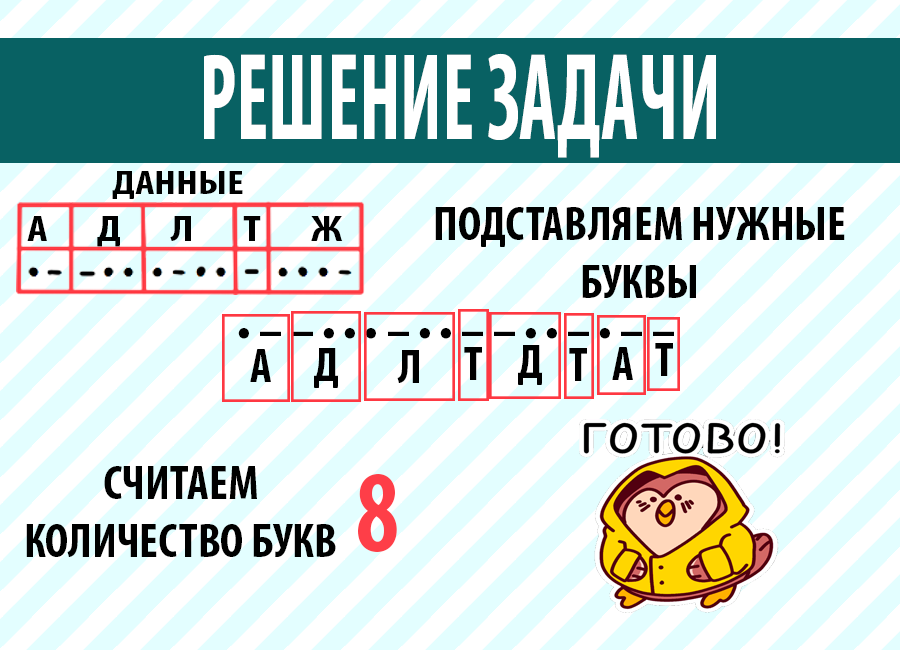 РЕШЕНИЕ ЗАДАЧИ
ДАННЫЕ
А Д Л Т Ж
•– –•• •–•• – •••–
ПОДСТАВЛЯЕМ НУЖНЫЕ
БУКВЫ
•– –•• •–•• – –•• – •– –
А Д Л Т Д Т А Т
ГОТОВО!
СЧИТАЕМ
КОЛИЧЕСТВО БУКВ 8